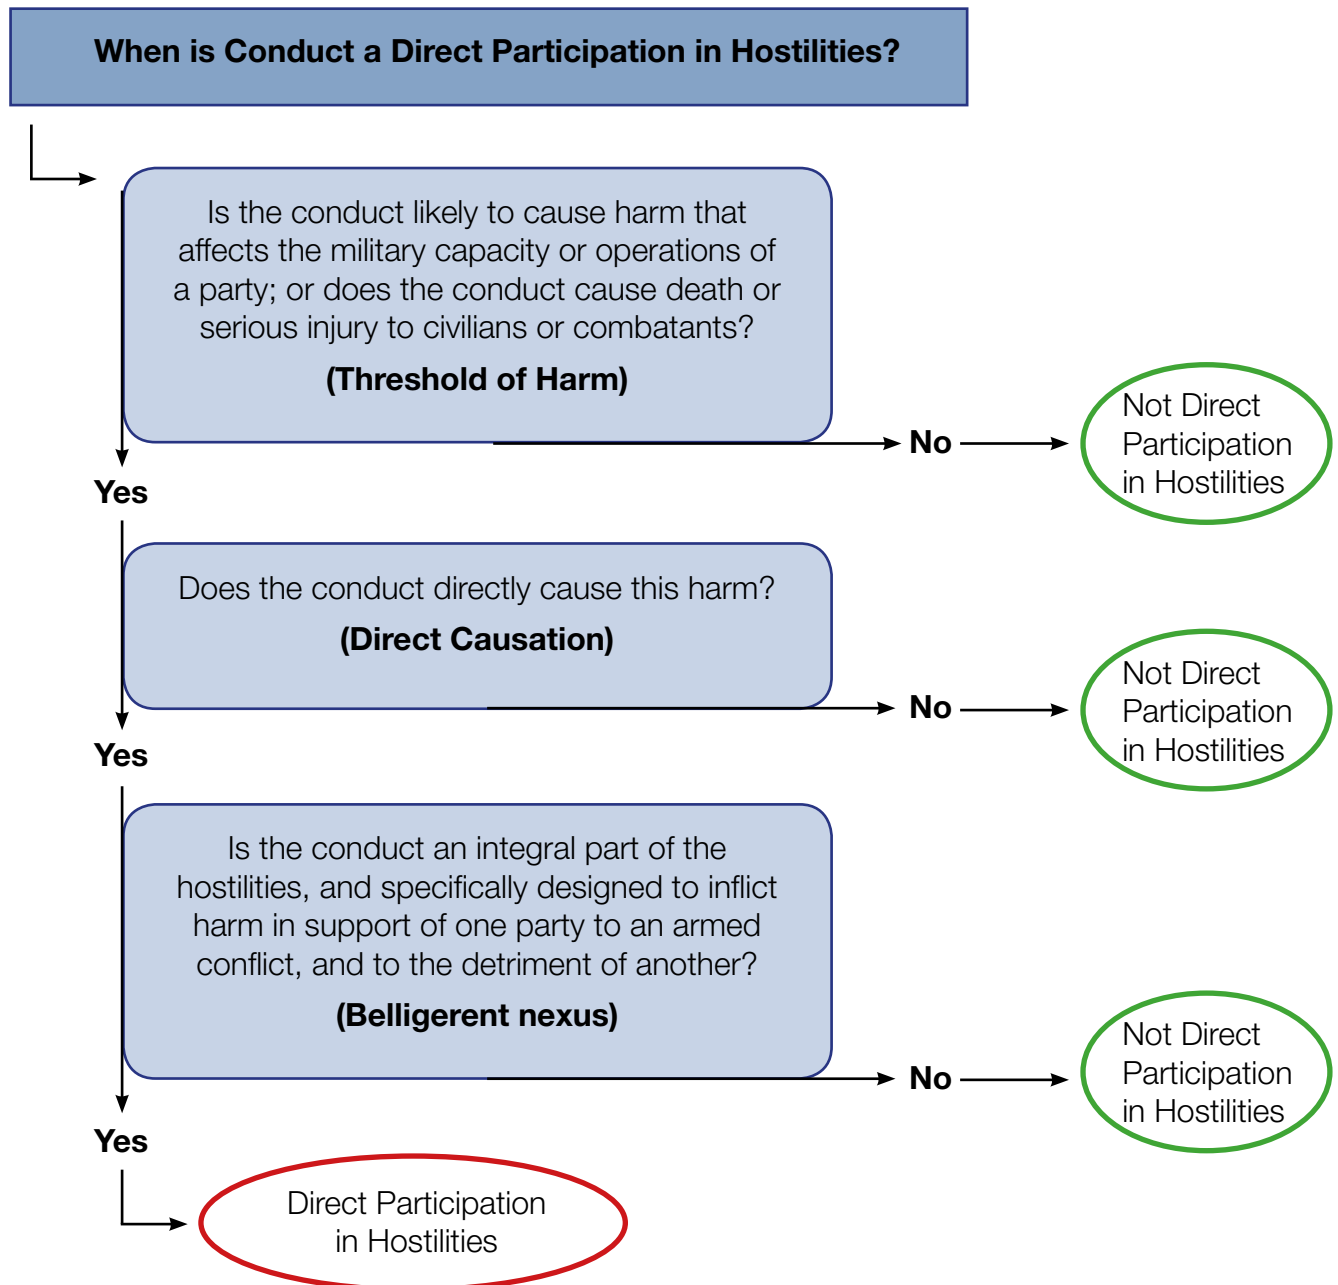 When is Conduct a Direct Participation in Hostilities?
Is the conduct likely to cause harm that
affects the military capacity or operations of
a party; or does the conduct cause death or
serious injury to civilians or combatants?
(Threshold of Harm)
No
Not Direct
Participation
in Hostilities
Yes
Does the conduct directly cause this harm?
(Direct Causation)
No
Not Direct
Participation
in Hostilities
Yes
Is the conduct an integral part of the
hostilities, and specifically designed to inflict
harm in support of one party to an armed
conflict, and to the detriment of another?
(Belligerent nexus)
No
Not Direct
Participation
in Hostilities
Yes
Direct Participation
in Hostilities